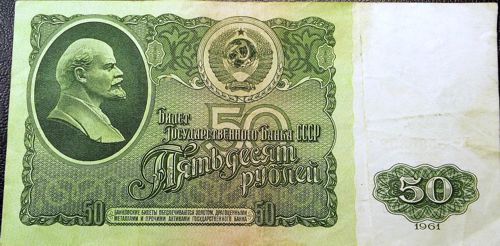 50
Билет
Государственного Банка СССР
Пятьдесят
рублей
50
БАНКОВСКИЕ БИЛЕТЫ ОБЕСПЕЧИВАЮТСЯ ЗОЛОТОМ, ДРАГОЦЕННЫМИ
МЕТАЛЛАМИ И ПРОЧИМИ АКТИВАМИ ГОСУДАРСТВЕННОГО БАНКА
50
50
1961